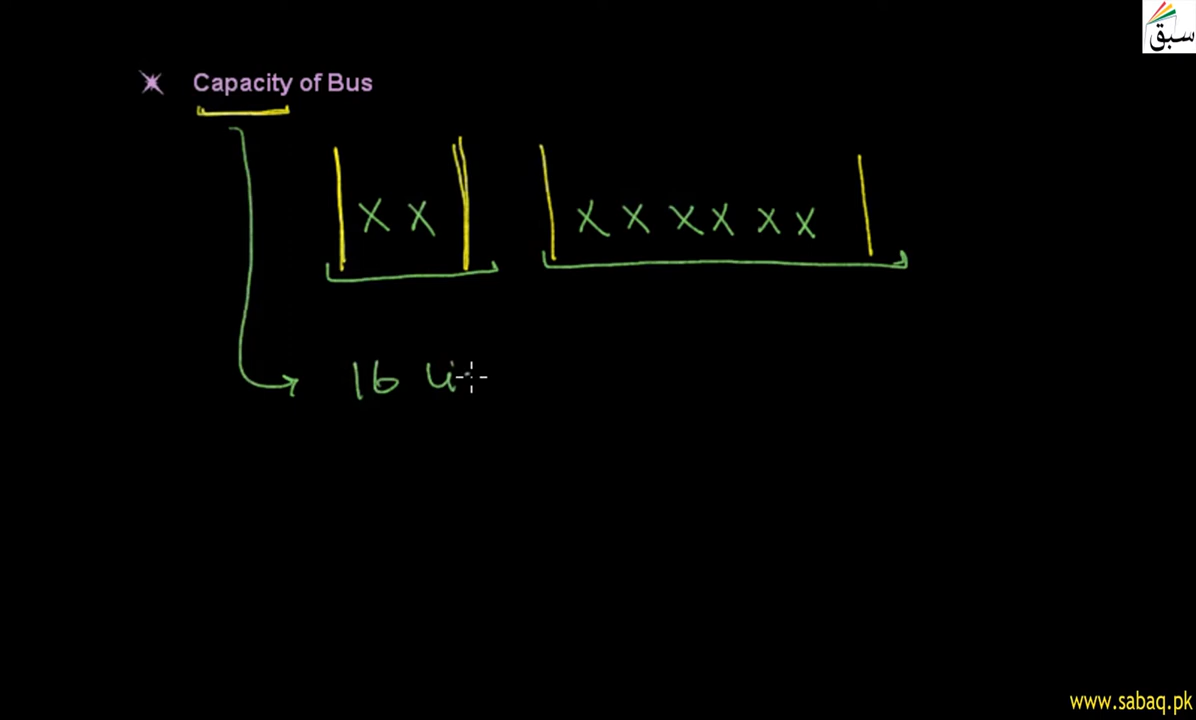 سبق
Capacity of Bus
X X X X X X X X
16
www.sabaq.pk